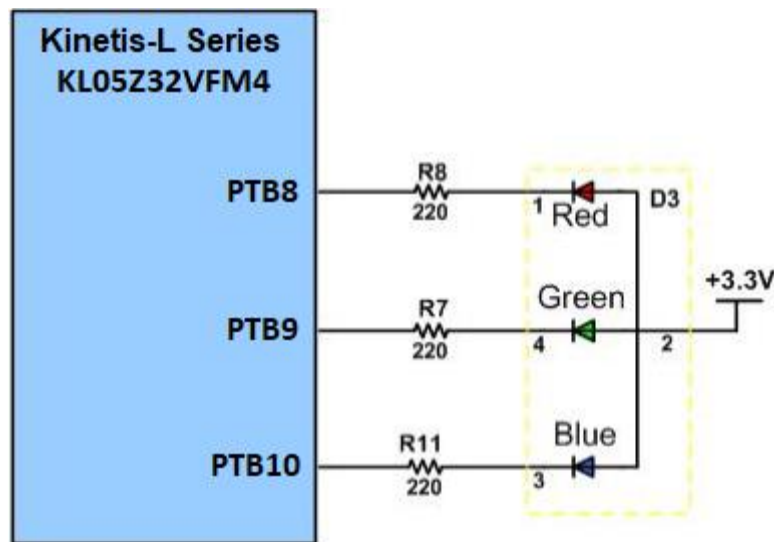 Kinetis-L Series
KL05Z32VFM4
PTB8
R8
220
1
Red
D3
PTB9
R7
220
4
Green
2
+3.3V
PTB10
R11
220
3
Blue